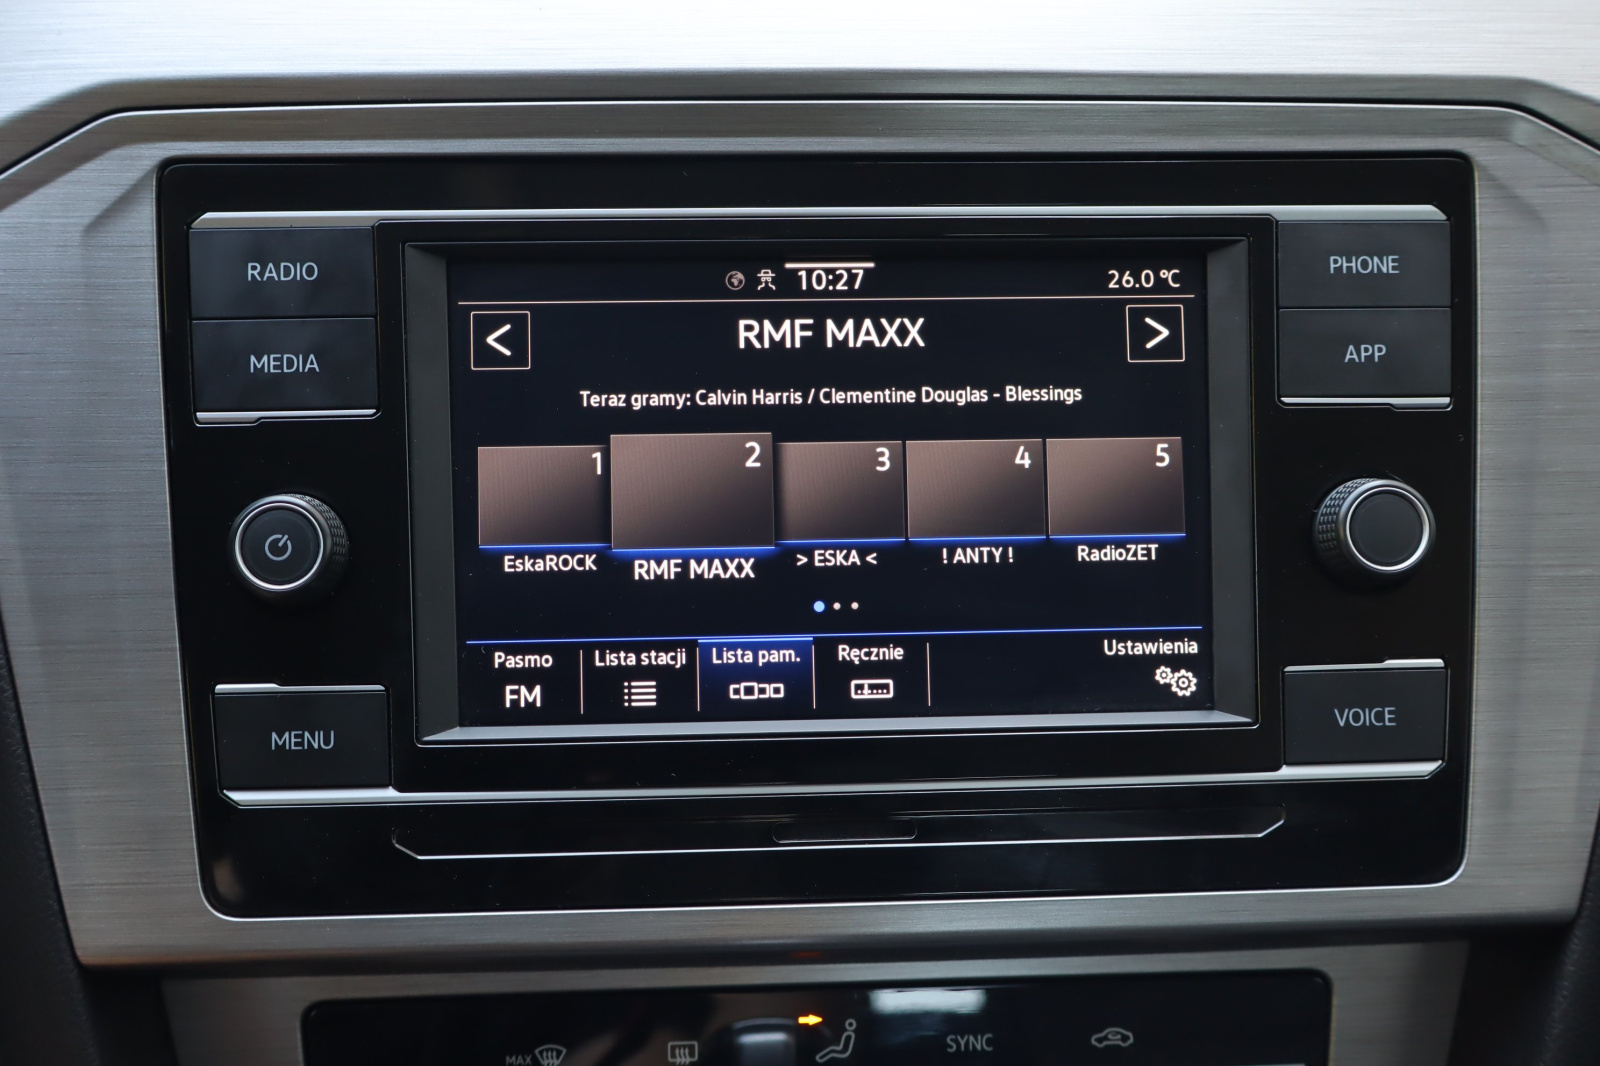 RADIO
MEDIA
MENU
10:27
26.0 °C
<
RMF MAXX
>
Teraz gramy: Calvin Harris / Clementine Douglas - Blessings
1
2
3
4
5
EskaROCK
RMF MAXX
> ESKA <
! ANTY !
RadioZET
Pasmo
FM
Lista stacji
Lista pam.
Ręcznie
Ustawienia
PHONE
APP
VOICE
MAX
SYNC